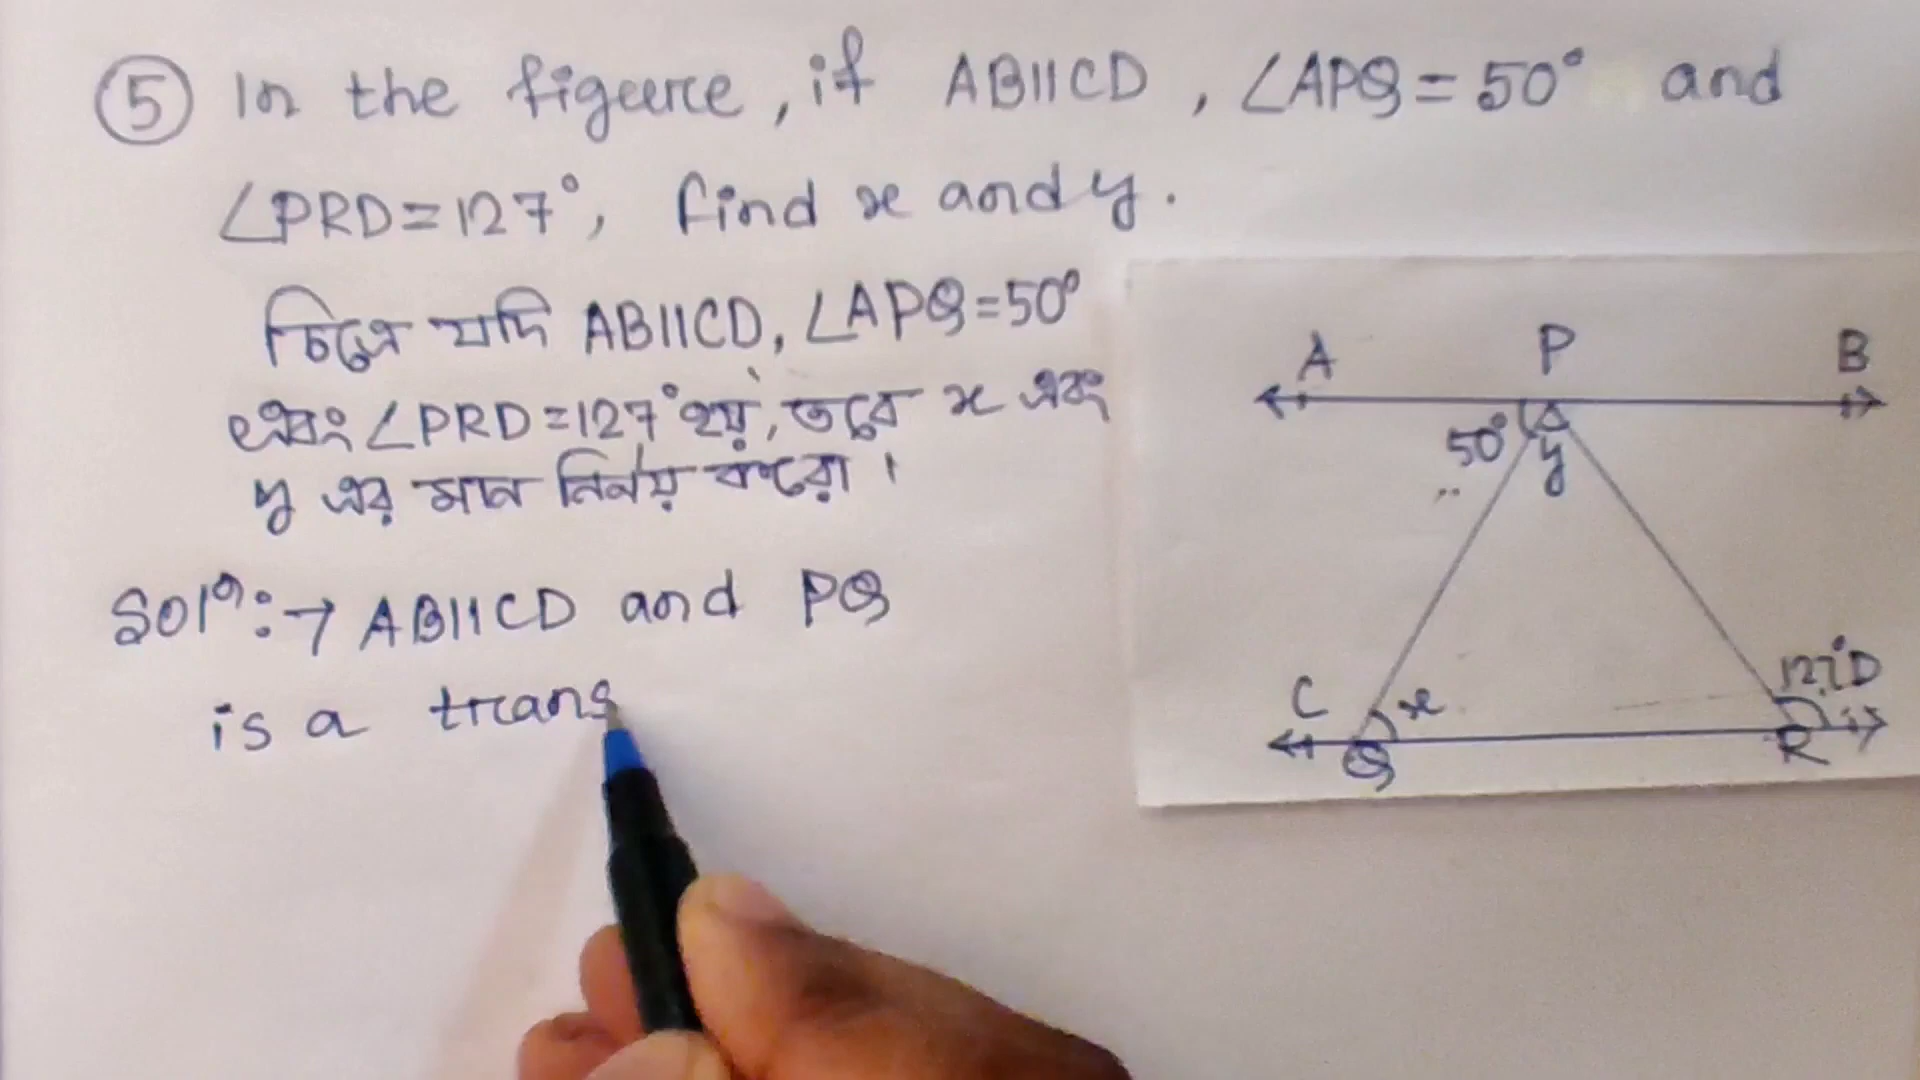 5 In the figure, if AB||CD, ∠APQ=50° and
∠PRD=127°, find x and y.
চিত্রে যদি AB||CD, ∠APQ=50°
এবং ∠PRD=127° হয়, তবে x এবং
y এর মান নির্ণয় করো।
Solⁿ:→ AB||CD and PQ
is a trans
A P B
50° y
C x 127° D
Q R